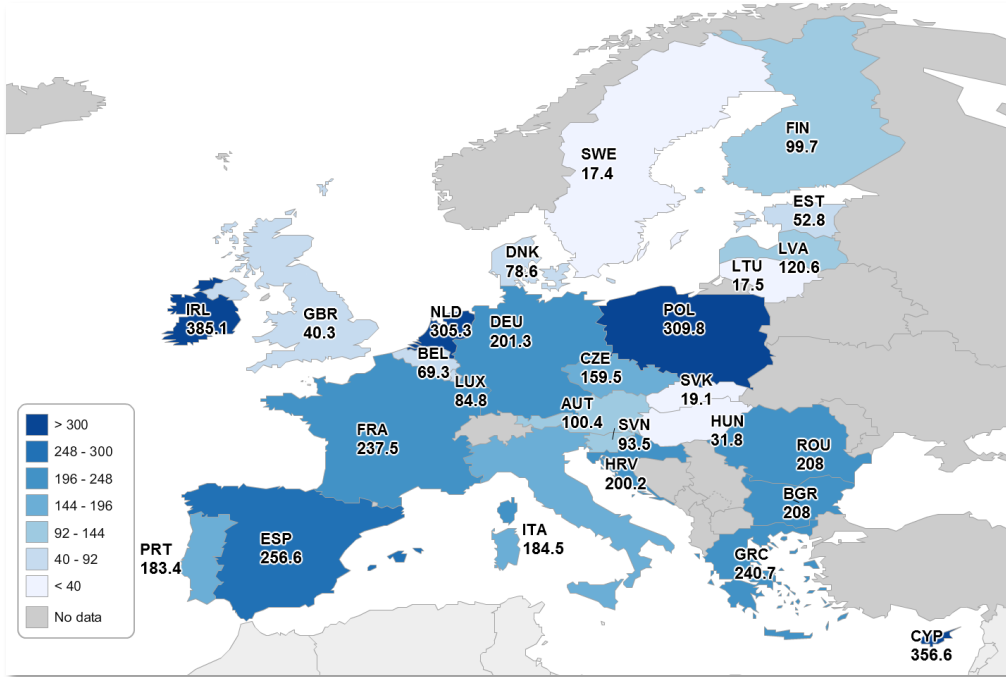 FIN
99.7
SWE
17.4
EST
52.8
LVA
120.6
LTU
17.5
DNK
78.6
IRL
385.1
GBR
40.3
NLD
305.3
DEU
201.3
POL
309.8
BEL
69.3
CZE
159.5
LUX
84.8
SVK
19.1
AUT
100.4
SVN
93.5
HUN
31.8
FRA
237.5
ROU
208
HRV
200.2
BGR
208
ESP
256.6
PRT
183.4
ITA
184.5
GRC
240.7
CYP
356.6
> 300
248 - 300
196 - 248
144 - 196
92 - 144
40 - 92
< 40
No data